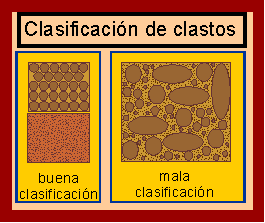 Clasificación de clastos
buena
clasificación
mala
clasificación